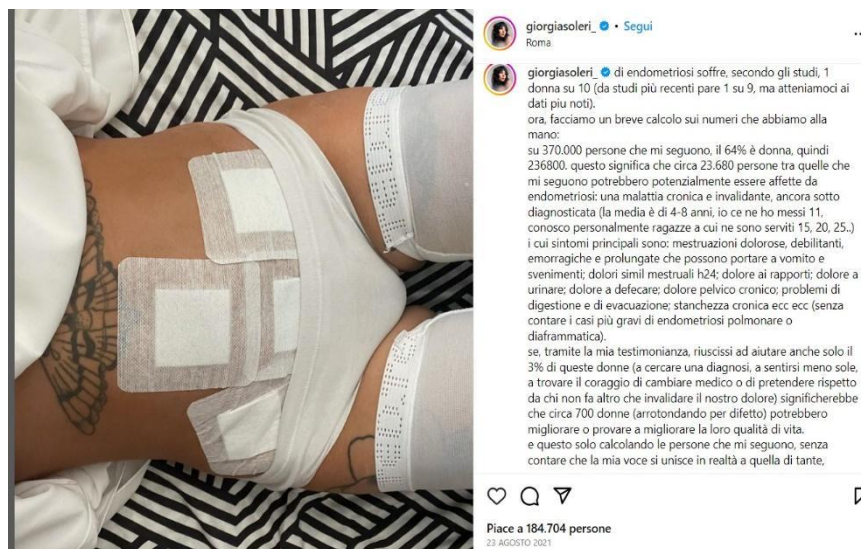 giorgiasoleri_ • Segui
Roma
giorgiasoleri_ di endometriosi soffre, secondo gli studi, 1
donna su 10 (da studi più recenti pare 1 su 9, ma atteniamoci ai
dati piu noti).
ora, facciamo un breve calcolo sui numeri che abbiamo alla
mano:
su 370.000 persone che mi seguono, il 64% è donna, quindi
236800. questo significa che circa 23.680 persone tra quelle che
mi seguono potrebbero potenzialmente essere affette da
endometriosi: una malattia cronica e invalidante, ancora sotto
diagnosticata (la media è di 4-8 anni, io ce ne ho messi 11,
conosco personalmente ragazze a cui ne sono serviti 15, 20, 25..)
i cui sintomi principali sono: mestruazioni dolorose, debilitanti,
emorragiche e prolungate che possono portare a vomito e
svenimenti; dolori simil mestruali h24; dolore ai rapporti; dolore a
urinare; dolore a defecare; dolore pelvico cronico; problemi di
digestione e di evacuazione; stanchezza cronica ecc ecc (senza
contare i casi più gravi di endometriosi polmonare o
diaframmatica).
se, tramite la mia testimonianza, riuscissi ad aiutare anche solo il
3% di queste donne (a cercare una diagnosi, a sentirsi meno sole,
a trovare il coraggio di cambiare medico o di pretendere rispetto
da chi non fa altro che invalidare il nostro dolore) significherebbe
che circa 700 donne (arrotondando per difetto) potrebbero
migliorare o provare a migliorare la loro qualità di vita.
e questo solo calcolando le persone che mi seguono, senza
contare che la mia voce si unisce in realtà a quella di tante,
Piace a 184.704 persone
23 AGOSTO 2021